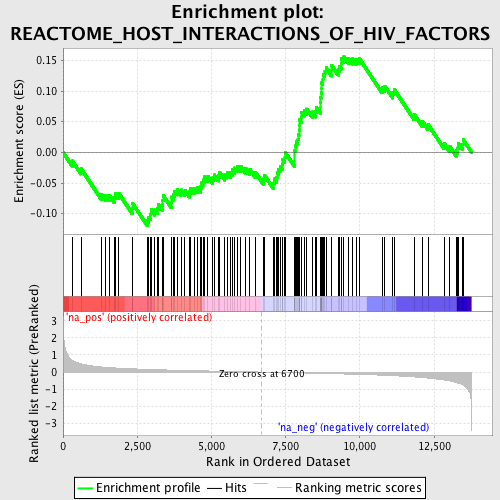 Enrichment plot:
REACTOME_HOST_INTERACTIONS_OF_HIV_FACTORS
Enrichment score (ES)
0.15
0.10
0.05
0.00
-0.05
-0.10
'na_pos' (positively correlated)
Ranked list metric (PreRanked)
3
2
1
0
-1
-2
-3
Zero cross at 6700
'na_neg' (negatively correlated)
0
2,500
5,000
7,500
10,000
12,500
Rank in Ordered Dataset
Enrichment profile
Hits
Ranking metric scores